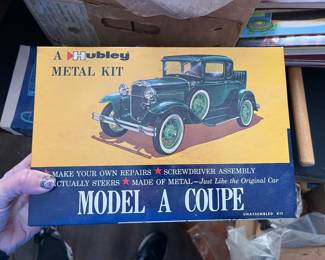 A Hubley
METAL KIT
MAKE YOUR OWN REPAIRS ★ SCREWDRIVER ASSEMBLY
ACTUALLY STEERS ★ MADE OF METAL—Just Like the Original Car
MODEL A COUPE
UNASSEMBLED KIT